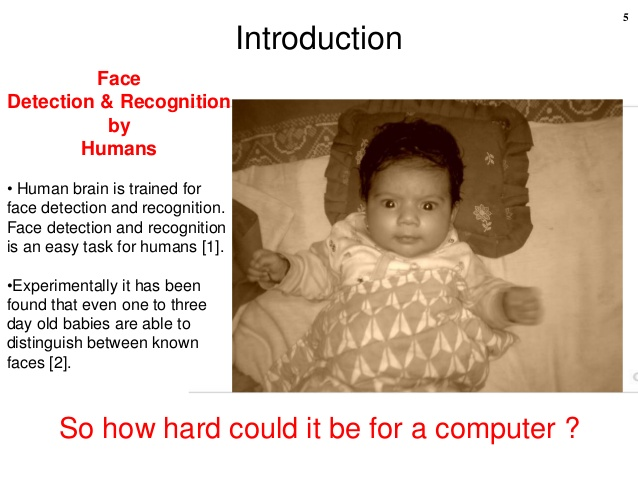 5
Introduction
Face
Detection & Recognition
by
Humans
• Human brain is trained for
face detection and recognition.
Face detection and recognition
is an easy task for humans [1].
•Experimentally it has been
found that even one to three
day old babies are able to
distinguish between known
faces [2].
So how hard could it be for a computer ?